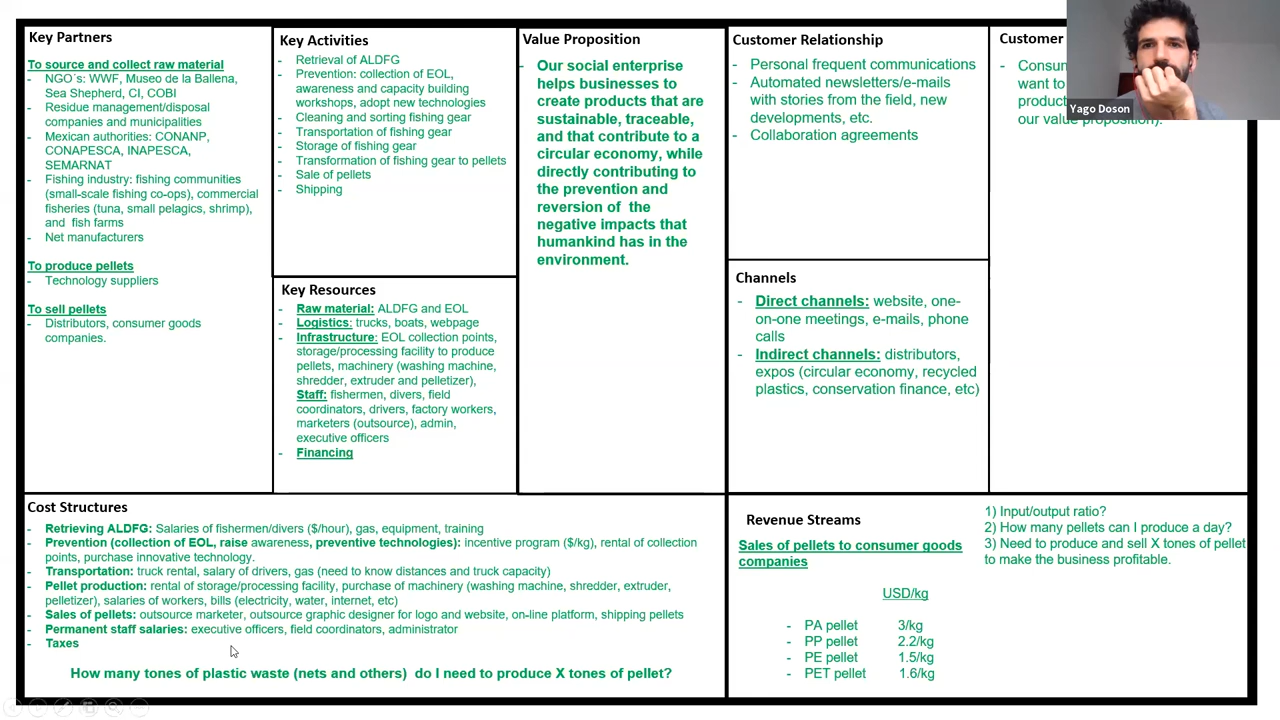 Key Partners
To source and collect raw material
- NGO´s: WWF, Museo de la Ballena,
Sea Shepherd, CI, COBI
- Residue management/disposal
companies and municipalities
- Mexican authorities: CONANP,
CONAPESCA, INAPESCA,
SEMARNAT
- Fishing industry: fishing communities
(small-scale fishing co-ops), commercial
fisheries (tuna, small pelagics, shrimp),
and fish farms
- Net manufacturers
To produce pellets
- Technology suppliers
To sell pellets
- Distributors, consumer goods
companies.
Key Activities
- Retrieval of ALDFG
- Prevention: collection of EOL,
awareness and capacity building
workshops, adopt new technologies
- Cleaning and sorting fishing gear
- Transportation of fishing gear
- Storage of fishing gear
- Transformation of fishing gear to pellets
- Sale of pellets
- Shipping
Key Resources
- Raw material: ALDFG and EOL
- Logistics: trucks, boats, webpage
- Infrastructure: EOL collection points,
storage/processing facility to produce
pellets, machinery (washing machine,
shredder, extruder and pelletizer),
Staff: fishermen, divers, field
coordinators, drivers, factory workers,
marketers (outsource), admin,
executive officers
- Financing
Value Proposition
- Our social enterprise
helps businesses to
create products that are
sustainable, traceable,
and that contribute to a
circular economy, while
directly contributing to
the prevention and
reversion of the
negative impacts that
humankind has in the
environment.
Customer Relationship
- Personal frequent communications
- Automated newsletters/e-mails
with stories from the field, new
developments, etc.
- Collaboration agreements
Channels
- Direct channels: website, one-
on-one meetings, e-mails, phone
calls
- Indirect channels: distributors,
expos (circular economy, recycled
plastics, conservation finance, etc)
Customer
- Consum
want to
product
our value proposition).
Yago Doson
Cost Structures
- Retrieving ALDFG: Salaries of fishermen/divers ($/hour), gas, equipment, training
- Prevention (collection of EOL, raise awareness, preventive technologies): incentive program ($/kg), rental of collection
points, purchase innovative technology.
- Transportation: truck rental, salary of drivers, gas (need to know distances and truck capacity)
- Pellet production: rental of storage/processing facility, purchase of machinery (washing machine, shredder, extruder,
pelletizer), salaries of workers, bills (electricity, water, internet, etc)
- Sales of pellets: outsource marketer, outsource graphic designer for logo and website, on-line platform, shipping pellets
- Permanent staff salaries: executive officers, field coordinators, administrator
- Taxes
How many tones of plastic waste (nets and others) do I need to produce X tones of pellet?
Revenue Streams
Sales of pellets to consumer goods
companies
USD/kg
- PA pellet 3/kg
- PP pellet 2.2/kg
- PE pellet 1.5/kg
- PET pellet 1.6/kg
1) Input/output ratio?
2) How many pellets can I produce a day?
3) Need to produce and sell X tones of pellet
to make the business profitable.